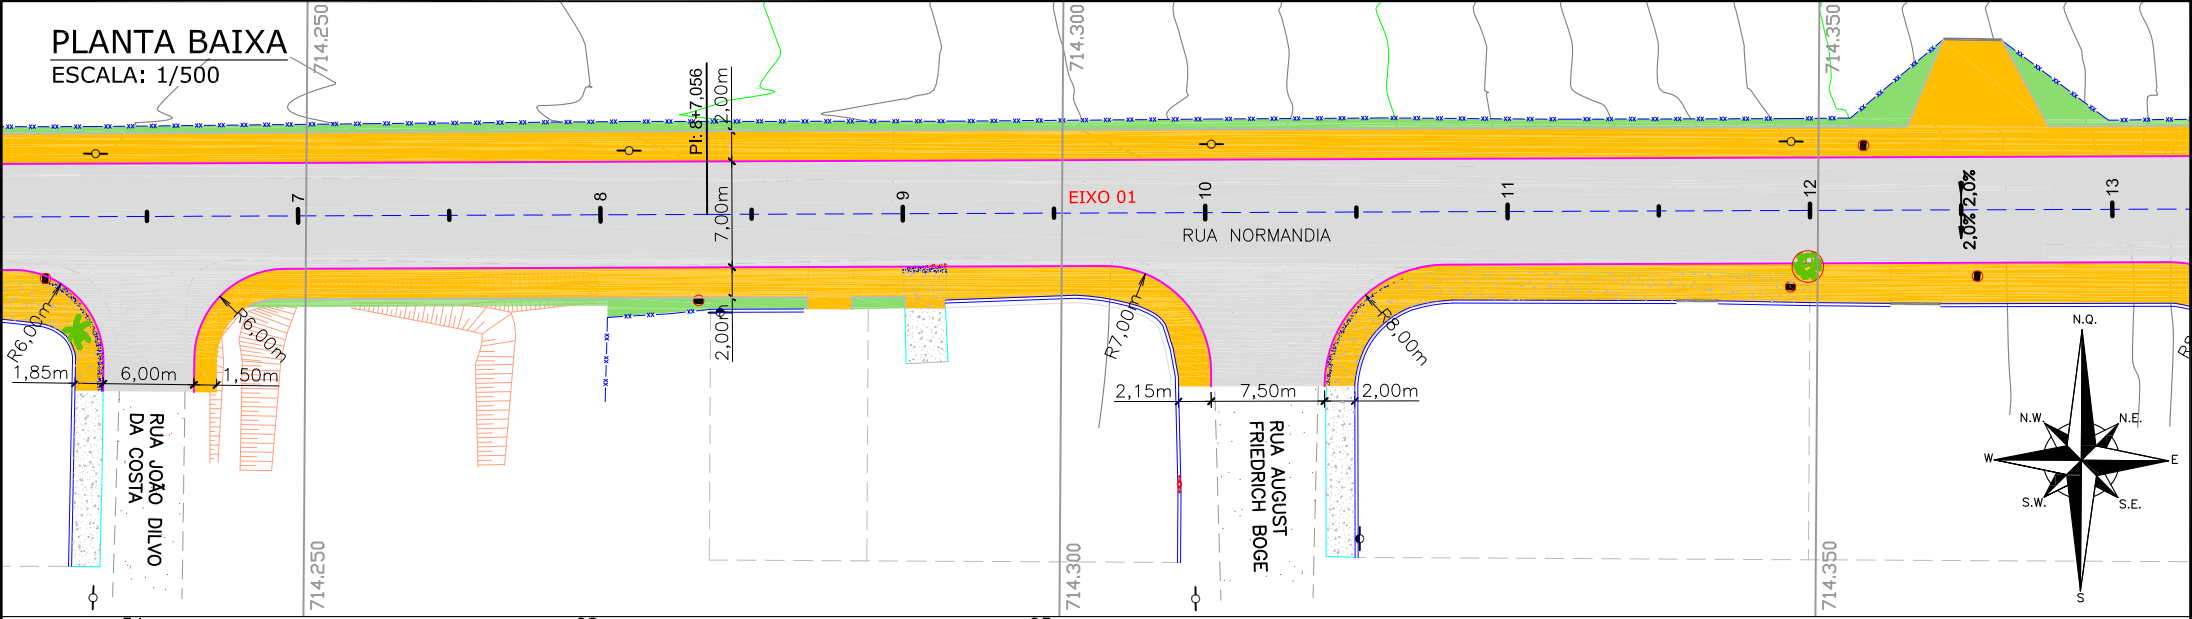 PLANTA BAIXA
ESCALA: 1/500
714.250
714.300
714.350
PI: 8+7,056
2,00m
7,00m
2,00m
7
8
9
10
11
12
13
EIXO 01
RUA NORMANDIA
2,0%
2,0%
R6,00m
R6,00m
R7,00m
R8,00m
1,85m
6,00m
1,50m
2,15m
7,50m
2,00m
RUA JOÃO DILVO
DA COSTA
RUA AUGUST
FRIEDRICH BOGE
N.Q.
N.W.
N.E.
W
E
S.W.
S.E.
S
714.250
714.300
714.350